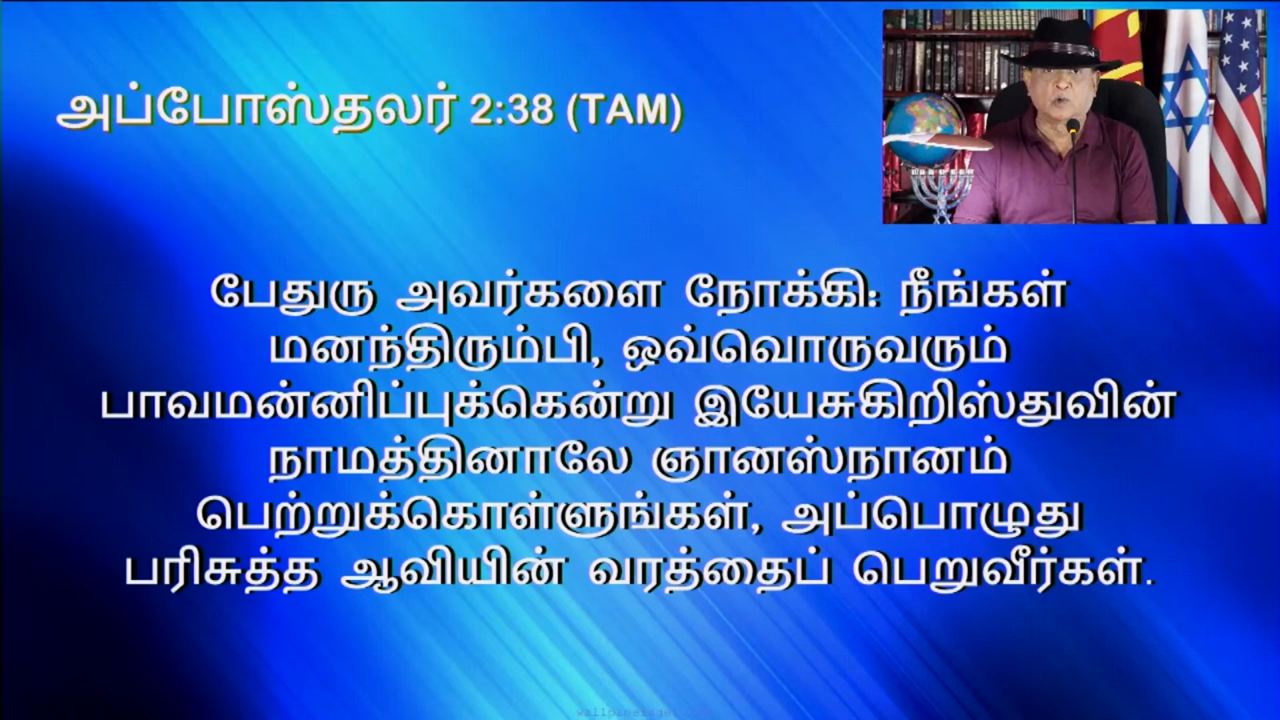 அப்போஸ்தலர் 2:38 (TAM)
பேதுரு அவர்களை நோக்கி: நீங்கள்
மனந்திரும்பி, ஒவ்வொருவரும்
பாவமன்னிப்புக்கென்று இயேசுகிறிஸ்துவின்
நாமத்தினாலே ஞானஸ்நானம்
பெற்றுக்கொள்ளுங்கள், அப்பொழுது
பரிசுத்த ஆவியின் வரத்தைப் பெறுவீர்கள்.